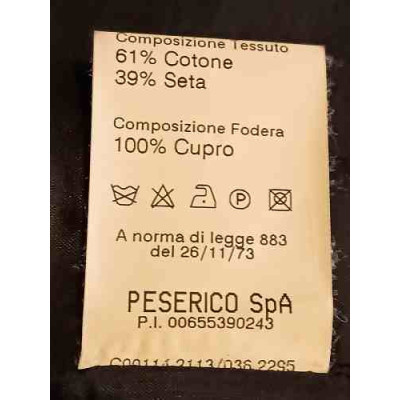 Composizione Tessuto
61% Cotone
39% Seta
Composizione Fodera
100% Cupro
P
A norma di legge 883
del 26/11/73
PESERICO SpA
P.I. 00655390243